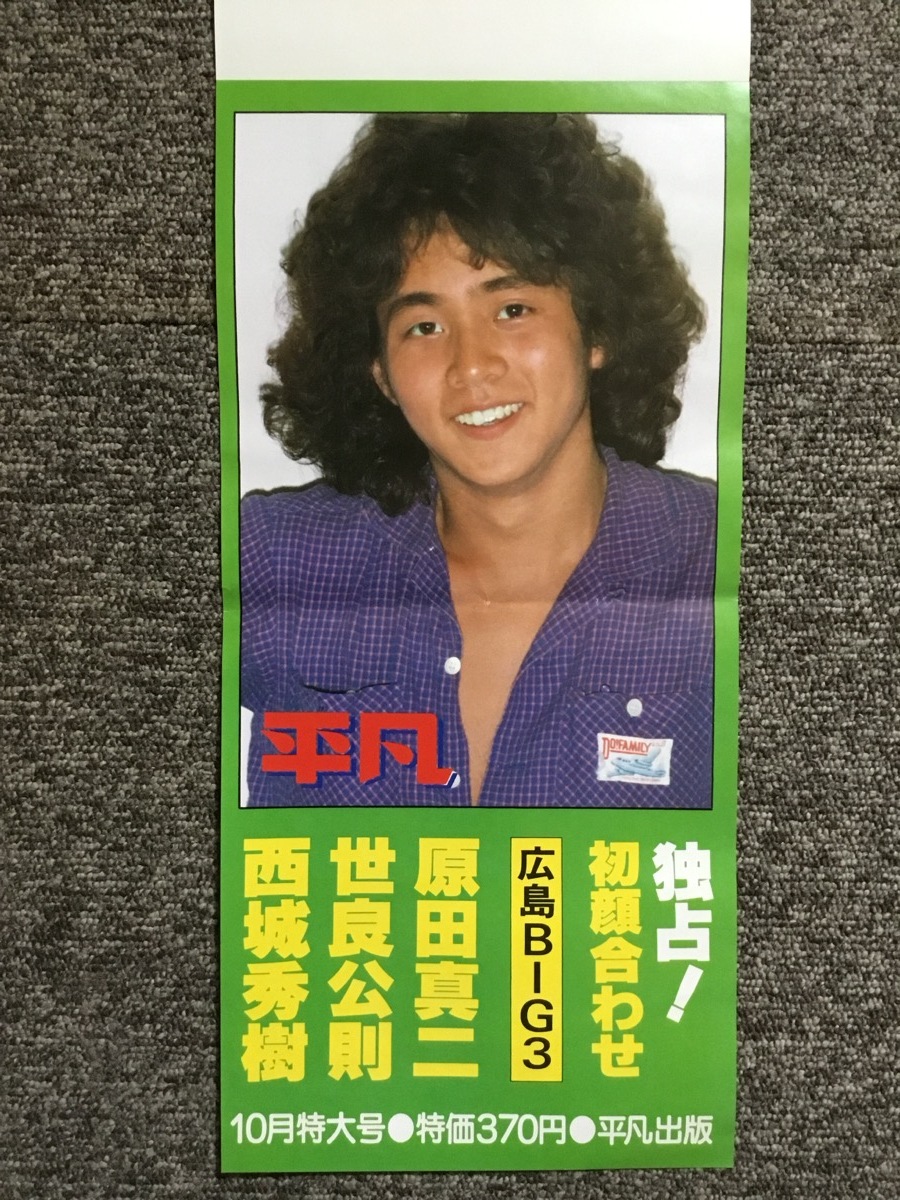 平凡
DO!FAMILY
独占!
初顔合わせ
広島BIG3
原田真二
世良公則
西城秀樹
10月特大号●特価370円●平凡出版